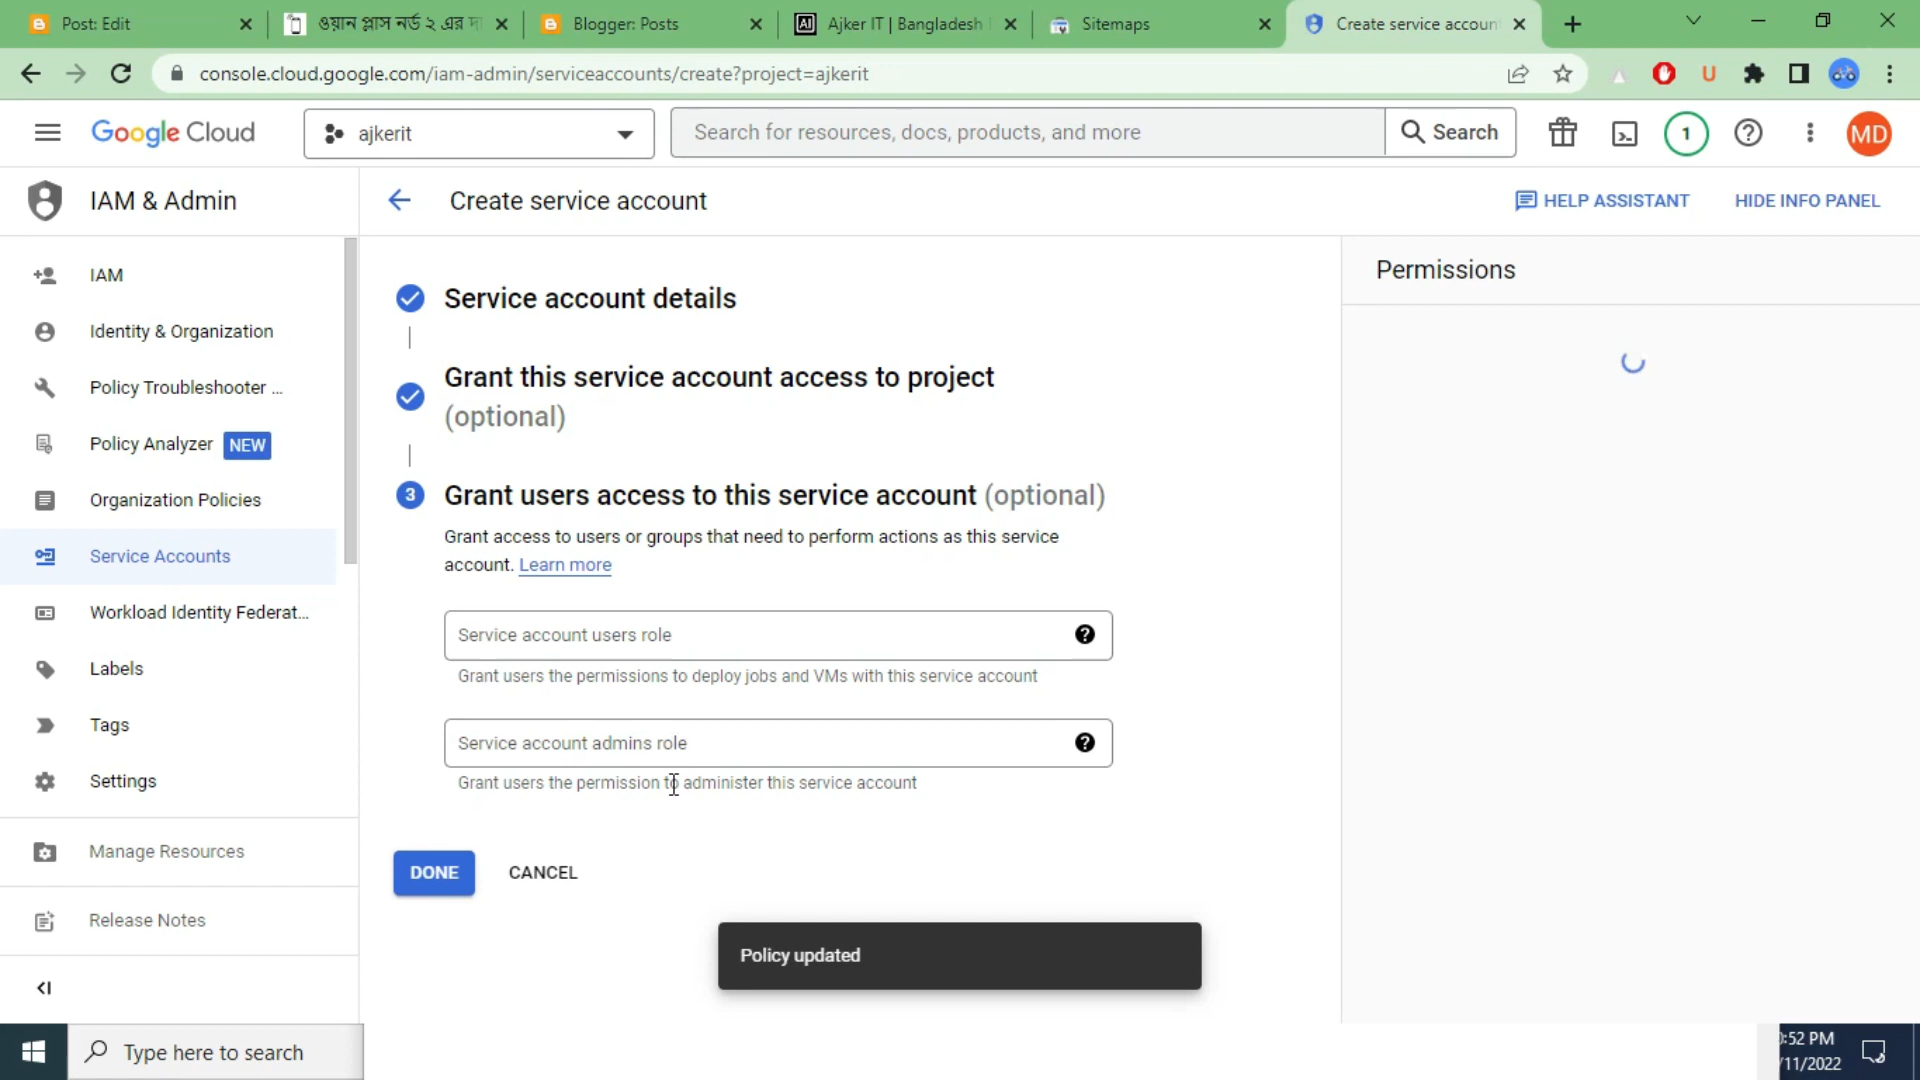 Post: Edit
ওয়ান প্লাস নর্ড ২ এর দা
Blogger: Posts
Ajker IT | Bangladesh
Sitemaps
Create service account
console.cloud.google.com/iam-admin/serviceaccounts/create?project=ajkerit
Google Cloud
ajkerit
Search for resources, docs, products, and more
Search
1
MD
IAM & Admin
Create service account
HELP ASSISTANT
HIDE INFO PANEL
IAM
Identity & Organization
Policy Troubleshooter ...
Policy Analyzer NEW
Organization Policies
Service Accounts
Workload Identity Federat...
Labels
Tags
Settings
Manage Resources
Release Notes
Service account details
Grant this service account access to project
(optional)
3 Grant users access to this service account (optional)
Grant access to users or groups that need to perform actions as this service
account. Learn more
Service account users role
Grant users the permissions to deploy jobs and VMs with this service account
Service account admins role
Grant users the permission to administer this service account
DONE
CANCEL
Policy updated
Permissions
Type here to search
:52 PM
/11/2022